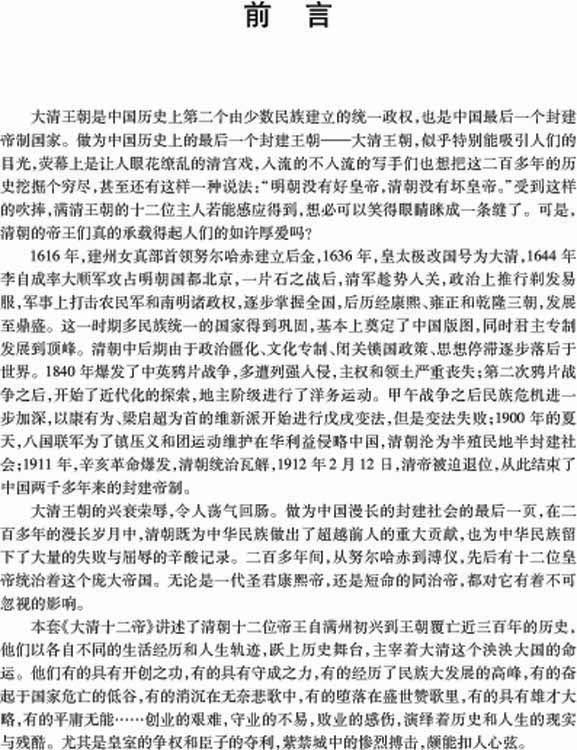 前 言
大清王朝是中国历史上第二个由少数民族建立的统一政权,也是中国最后一个封建
帝制国家。做为中国历史上的最后一个封建王朝——大清王朝,似乎特别能吸引人们的
目光,荧幕上是让人眼花缭乱的清宫戏,入流的不入流的写手们也想把这二百多年的历
史挖掘个穷尽,甚至还有这样一种说法:“明朝没有好皇帝,清朝没有坏皇帝。”受到这样
的吹捧,满清王朝的十二位主人若能感应得到,想必可以笑得眼睛眯成一条缝了。可是,
清朝的帝王们真的承载得起人们的如许厚爱吗?
1616 年,建州女真部首领努尔哈赤建立后金,1636 年,皇太极改国号为大清,1644 年
李自成率大顺军攻占明朝国都北京,一片石之战后,清军趁势入关,政治上推行剃发易
服,军事上打击农民军和南明诸政权,逐步掌握全国,后历经康熙、雍正和乾隆三朝,发展
至鼎盛。这一时期多民族统一的国家得到巩固,基本上奠定了中国版图,同时君主专制
发展到顶峰。清朝中后期由于政治僵化、文化专制、闭关锁国政策、思想停滞逐步落后于
世界。1840 年爆发了中英鸦片战争,多遭列强入侵,主权和领土严重丧失;第二次鸦片战
争之后,开始了近代化的探索,地主阶级进行了洋务运动。甲午战争之后民族危机进一
步加深,以康有为、梁启超为首的维新派开始进行戊戌变法,但是变法失败;1900 年的夏
天,八国联军为了镇压义和团运动维护在华利益侵略中国,清朝沦为半殖民地半封建社
会;1911 年,辛亥革命爆发,清朝统治瓦解,1912 年 2 月 12 日,清帝被迫退位,从此结束了
中国两千多年来的封建帝制。
大清王朝的兴衰荣辱,令人荡气回肠。做为中国漫长的封建社会的最后一页,在二
百多年的漫长岁月中,清朝既为中华民族做出了超越前人的重大贡献,也为中华民族留
下了大量的失败与屈辱的辛酸记录。二百多年间,从努尔哈赤到溥仪,先后有十二位皇
帝统治着这个庞大帝国。无论是一代圣君康熙帝,还是短命的同治帝,都对它有着不可
忽视的影响。
本套《大清十二帝》讲述了清朝十二位帝王自满州初兴到王朝覆亡近三百年的历史,
他们以各自不同的生活经历和人生轨迹,跃上历史舞台,主宰着大清这个泱泱大国的命
运。他们有的具有开创之功,有的具有守成之力,有的经历了民族大发展的高峰,有的奋
起于国家危亡的低谷,有的消沉在无奈悲歌中,有的堕落在盛世赞歌里,有的具有雄才大
略,有的平庸无能……创业的艰难,守业的不易,败业的感伤,演绎着历史和人生的现实
与残酷。尤其是皇室的争权和臣子的夺利,紫禁城中的惨烈搏击,颇能扣人心弦。